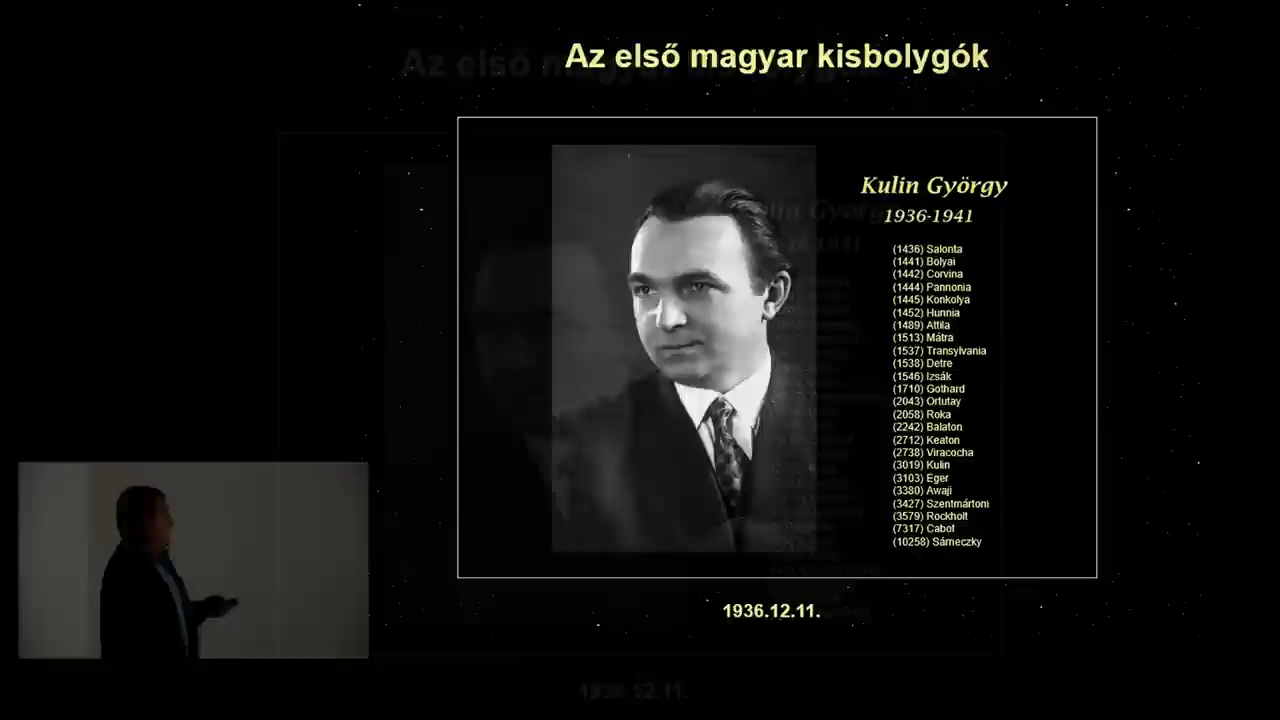 Az első magyar kisbolygók
Kulin György
1936-1941
(1436) Salonta
(1441) Bolyai
(1442) Corvina
(1444) Pannonia
(1445) Konkolya
(1452) Hunnia
(1489) Attila
(1513) Mátra
(1537) Transylvania
(1538) Detre
(1546) Izsák
(1710) Gothard
(2043) Ortutay
(2058) Roka
(2242) Balaton
(2712) Keaton
(2738) Viracocha
(3019) Kulin
(3103) Eger
(3380) Awaji
(3427) Szentmártoni
(3579) Rockholt
(7317) Cabot
(10258) Sárneczky
1936.12.11.